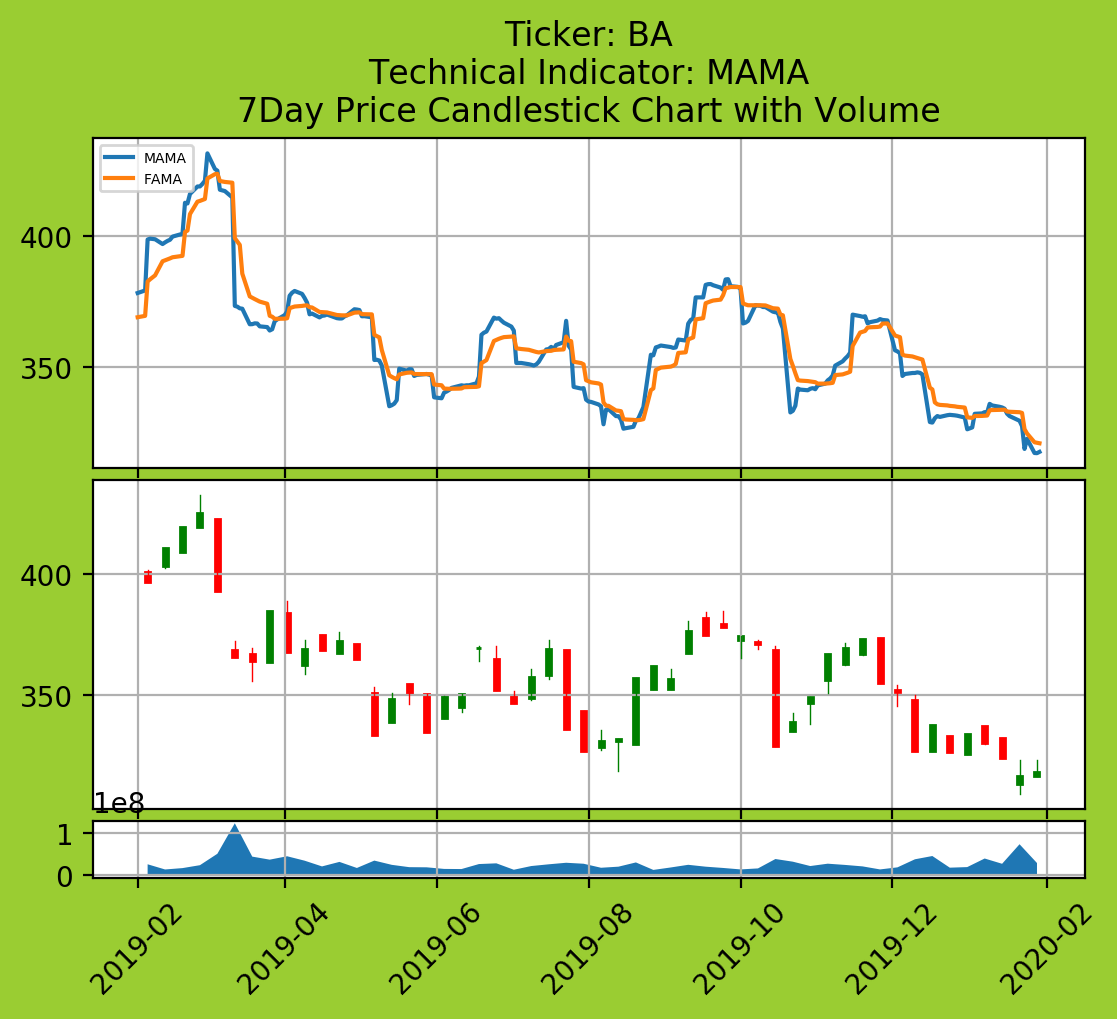 Ticker: BA
Technical Indicator: MAMA
7Day Price Candlestick Chart with Volume
MAMA
FAMA
400
350
400
350
1e8
1
0
2019-02
2019-04
2019-06
2019-08
2019-10
2019-12
2020-02